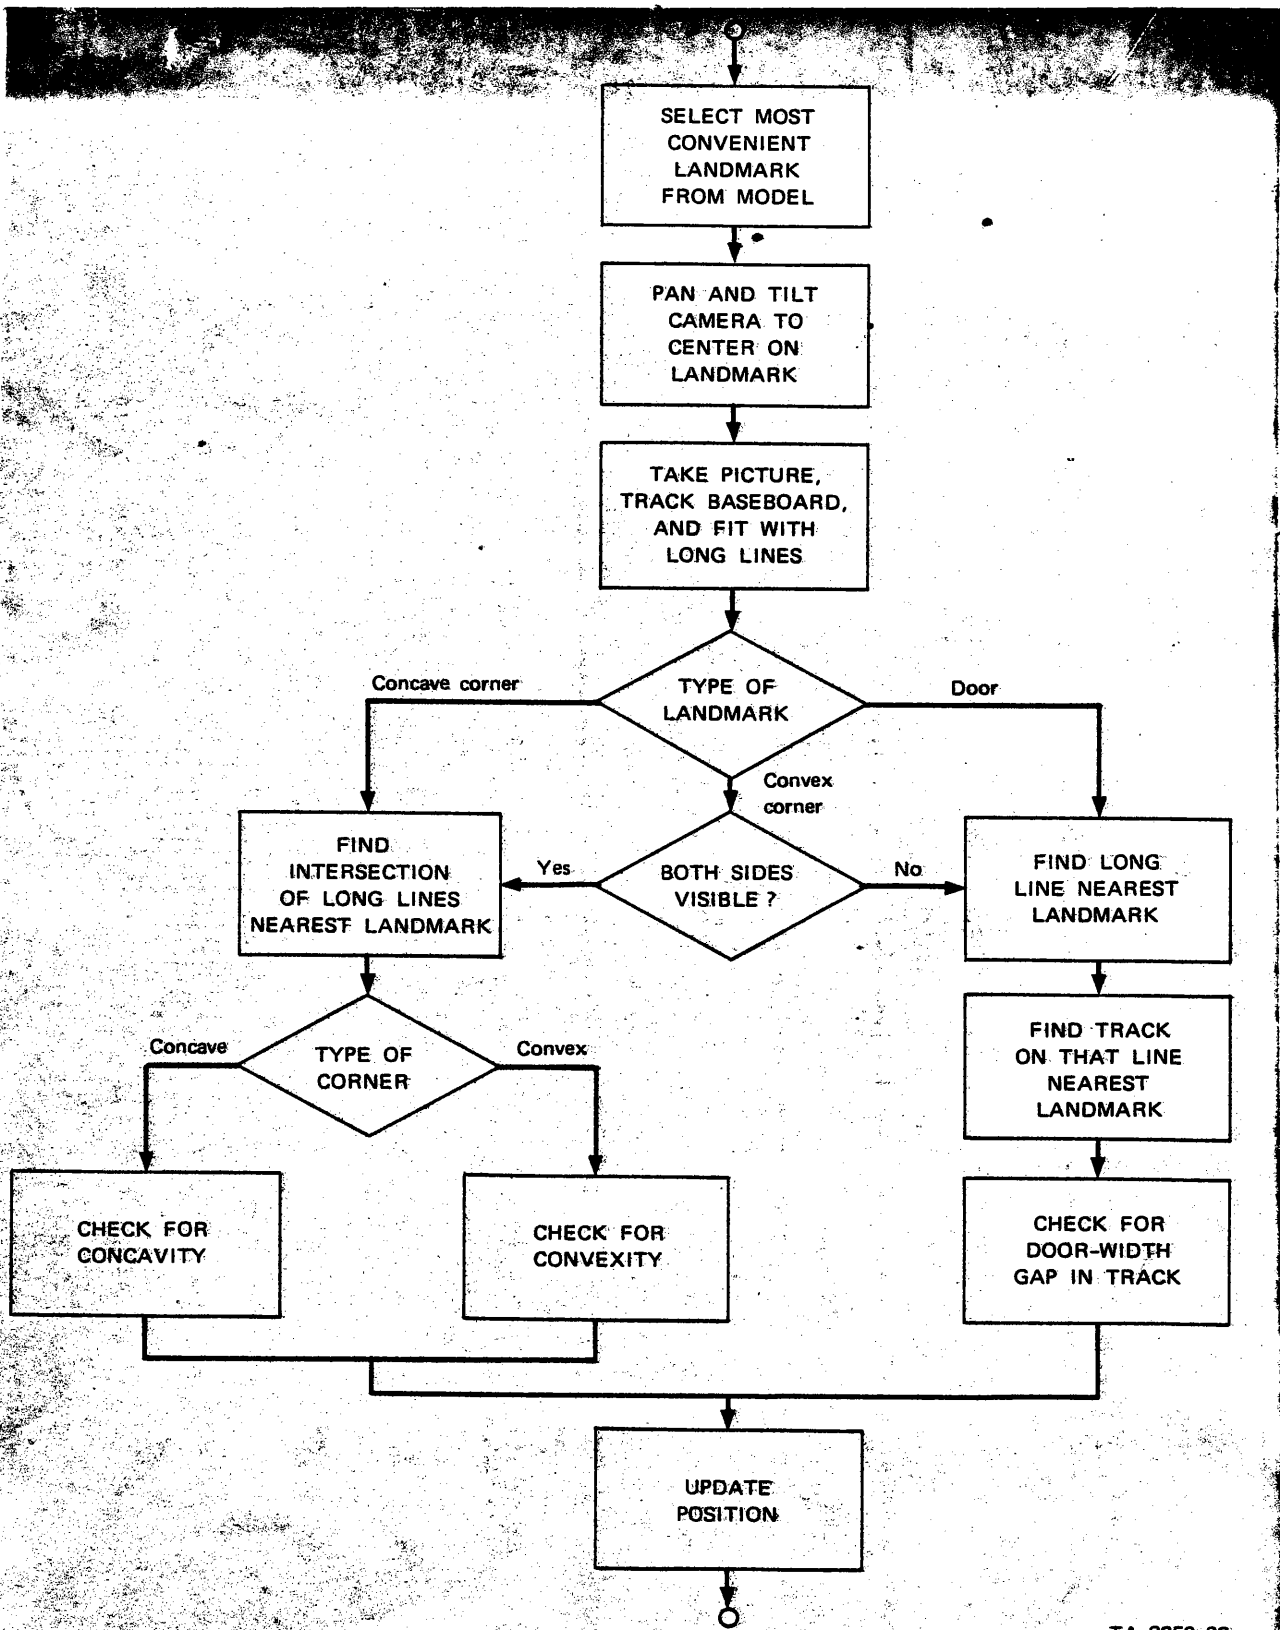 SELECT MOST
CONVENIENT
LANDMARK
FROM MODEL
PAN AND TILT
CAMERA TO
CENTER ON
LANDMARK
TAKE PICTURE,
TRACK BASEBOARD,
AND FIT WITH
LONG LINES
TYPE OF
LANDMARK
Concave corner
Door
Convex
corner
FIND
INTERSECTION
OF LONG LINES
NEAREST LANDMARK
Yes
BOTH SIDES
VISIBLE ?
No
FIND LONG
LINE NEAREST
LANDMARK
Concave
TYPE OF
CORNER
Convex
FIND TRACK
ON THAT LINE
NEAREST
LANDMARK
CHECK FOR
CONCAVITY
CHECK FOR
CONVEXITY
CHECK FOR
DOOR-WIDTH
GAP IN TRACK
UPDATE
POSITION